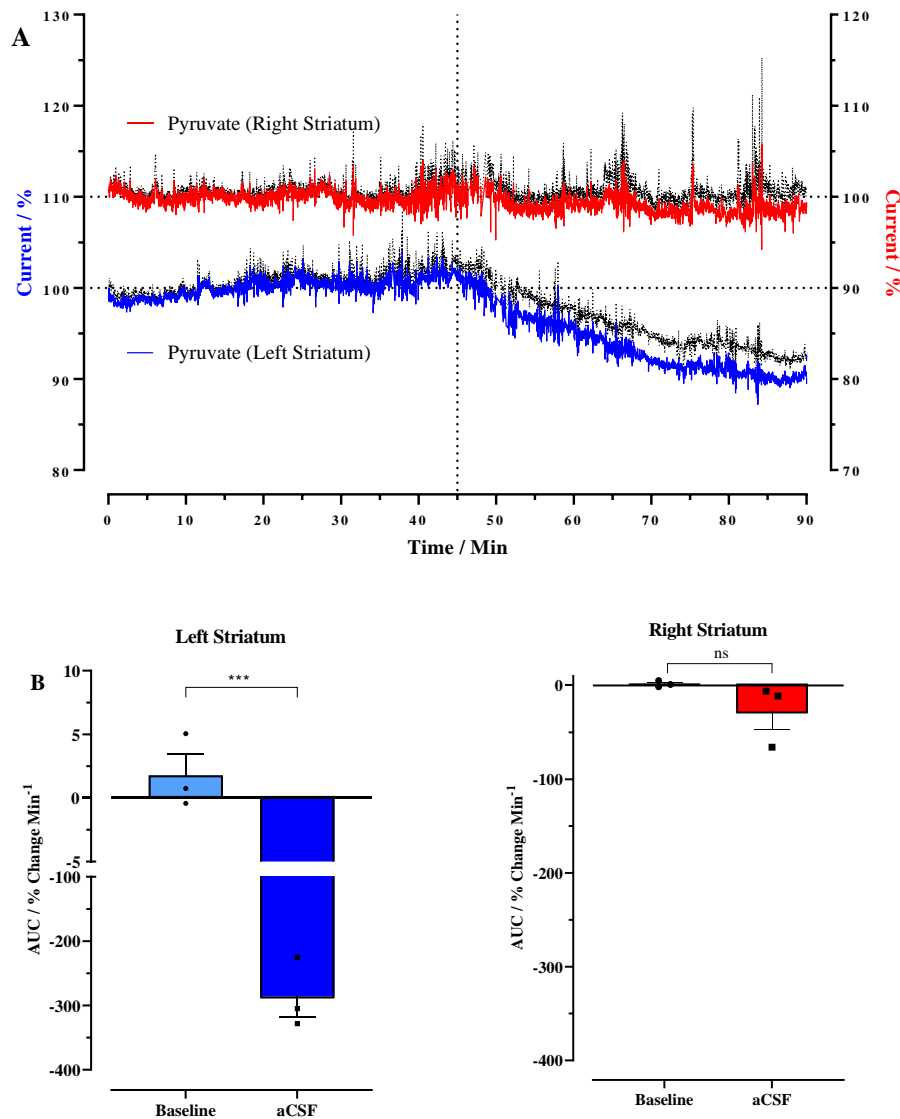 A
130
120
110
100
90
80
Current / %
120
110
100
90
80
70
Current / %
Pyruvate (Right Striatum)
Pyruvate (Left Striatum)
0 10 20 30 40 50 60 70 80 90
Time / Min
B
Left Striatum
***
10
5
0
-5
-100
-200
-300
-400
AUC / % Change Min⁻¹
Baseline aCSF
Right Striatum
ns
0
-100
-200
-300
-400
AUC / % Change Min⁻¹
Baseline aCSF